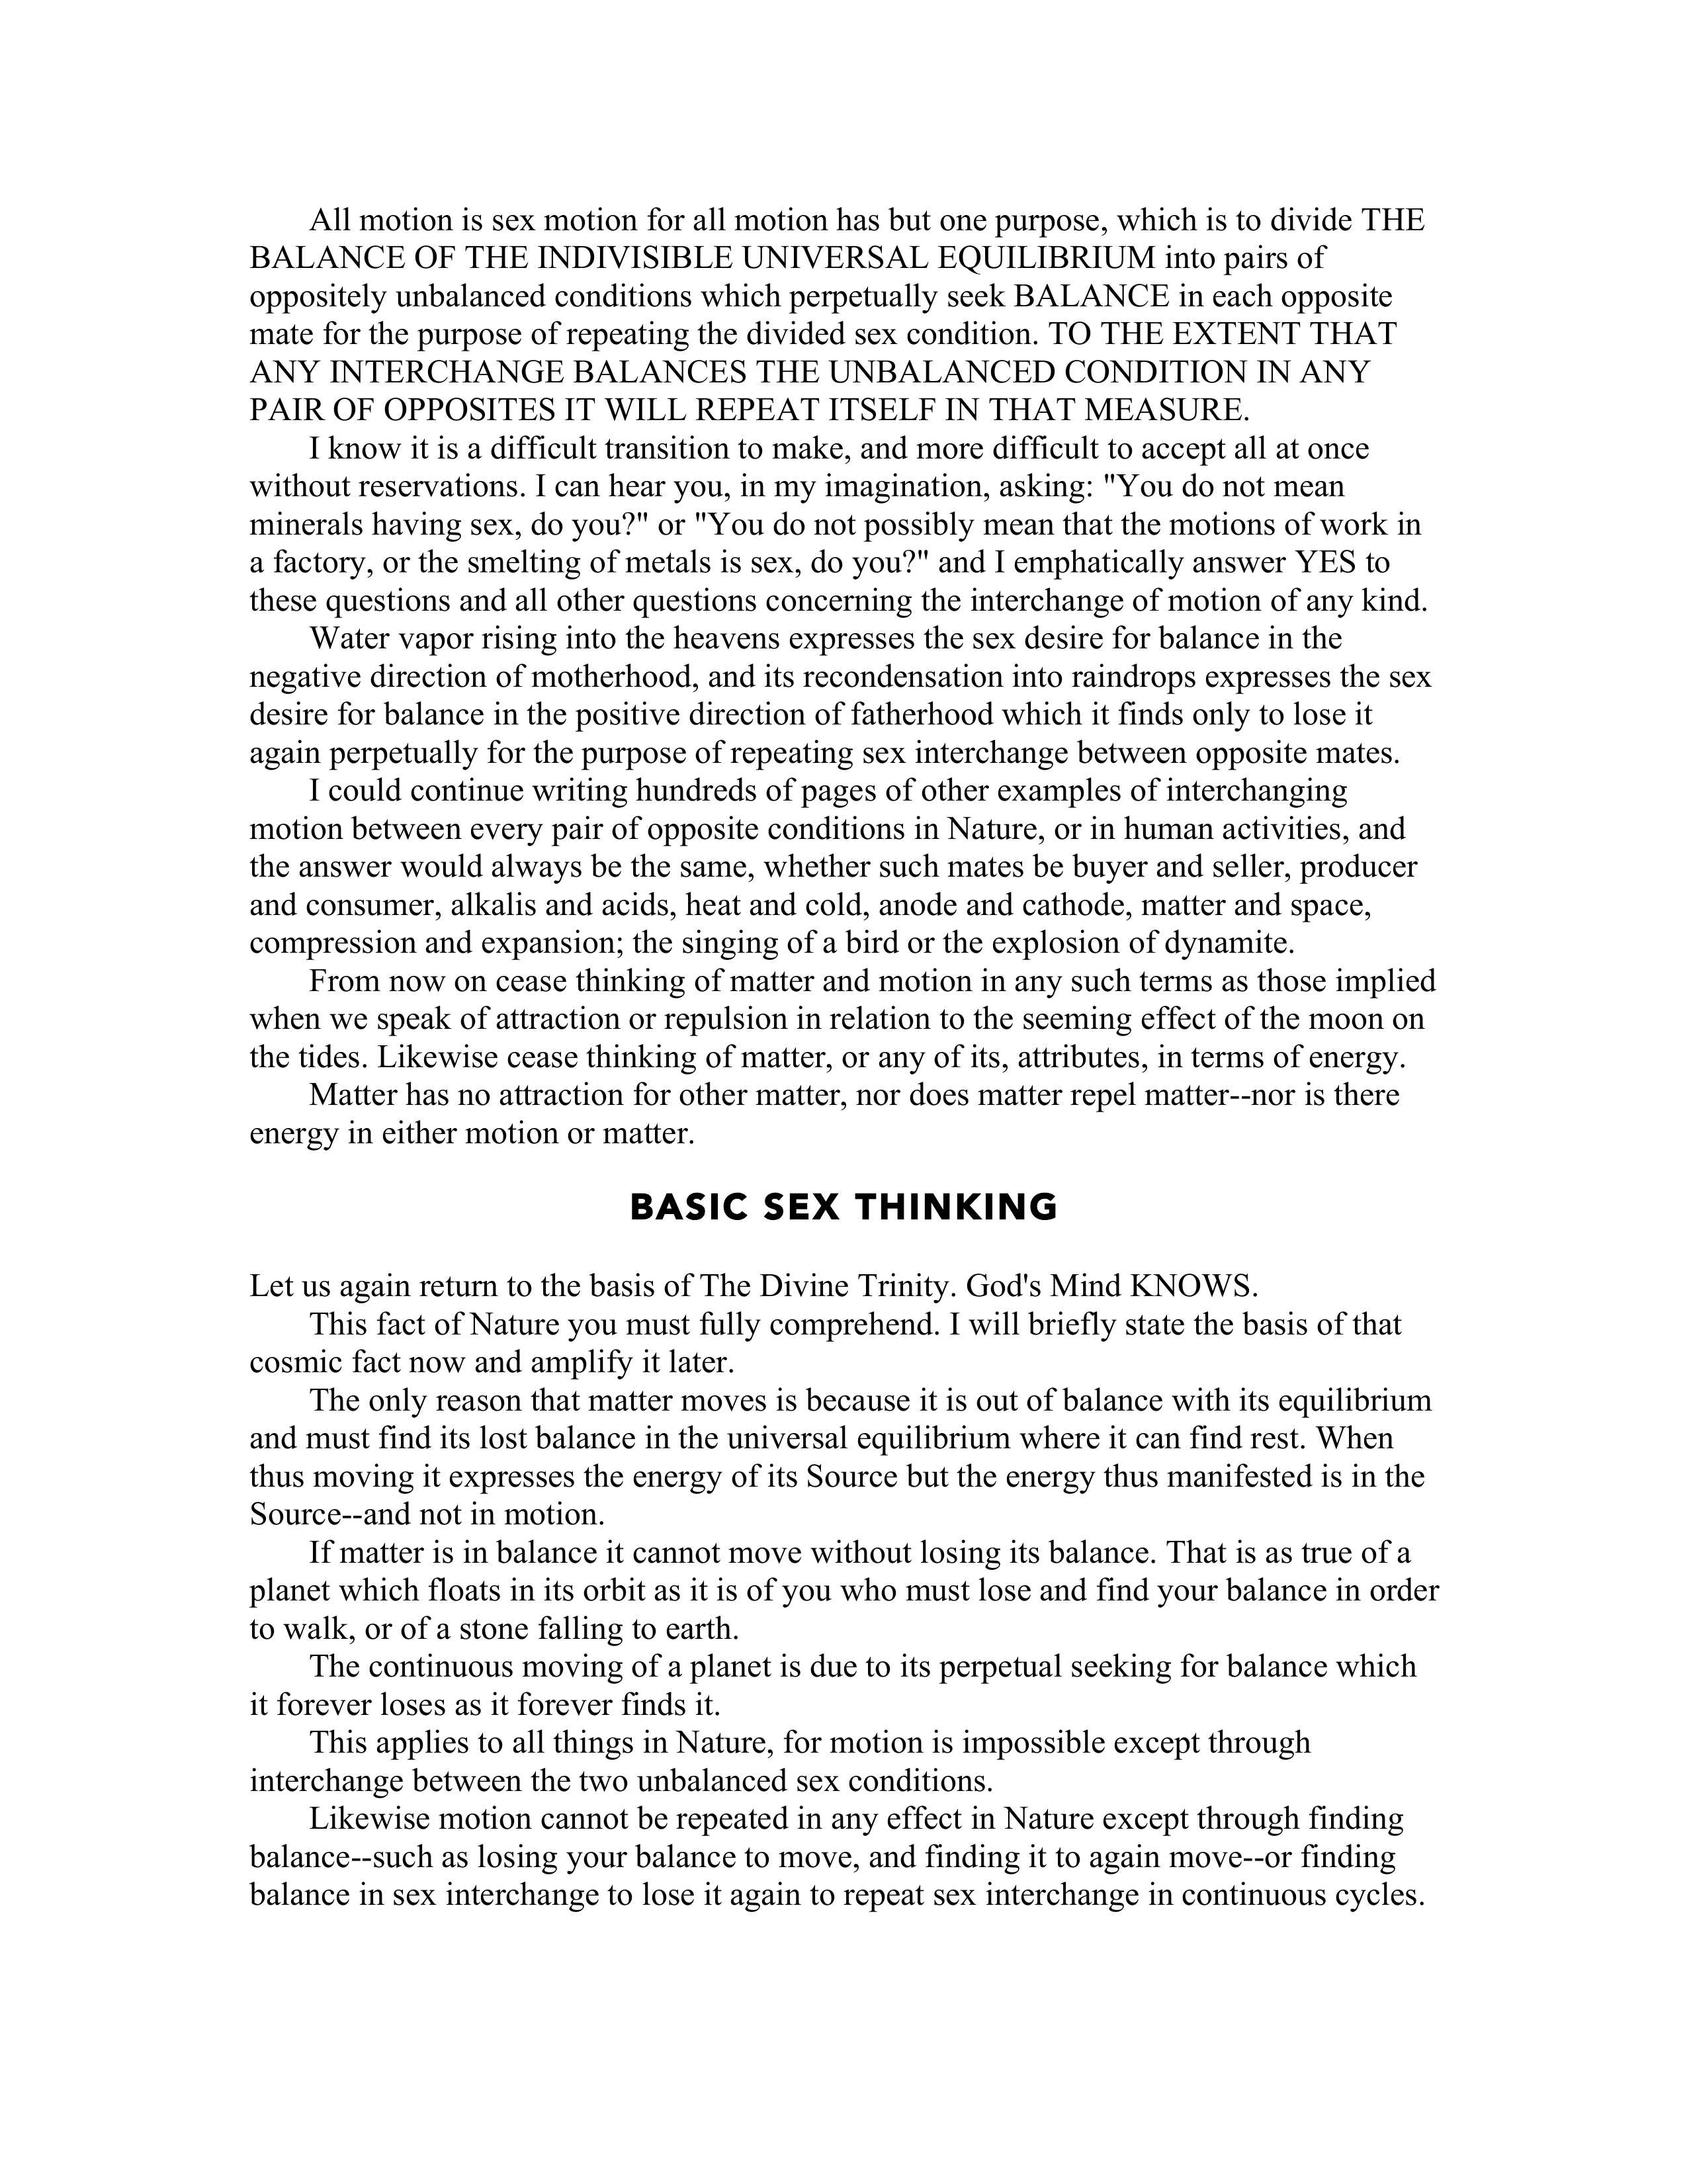 All motion is sex motion for all motion has but one purpose, which is to divide THE
BALANCE OF THE INDIVISIBLE UNIVERSAL EQUILIBRIUM into pairs of
oppositely unbalanced conditions which perpetually seek BALANCE in each opposite
mate for the purpose of repeating the divided sex condition. TO THE EXTENT THAT
ANY INTERCHANGE BALANCES THE UNBALANCED CONDITION IN ANY
PAIR OF OPPOSITES IT WILL REPEAT ITSELF IN THAT MEASURE.
I know it is a difficult transition to make, and more difficult to accept all at once
without reservations. I can hear you, in my imagination, asking: "You do not mean
minerals having sex, do you?" or "You do not possibly mean that the motions of work in
a factory, or the smelting of metals is sex, do you?" and I emphatically answer YES to
these questions and all other questions concerning the interchange of motion of any kind.
Water vapor rising into the heavens expresses the sex desire for balance in the
negative direction of motherhood, and its recondensation into raindrops expresses the sex
desire for balance in the positive direction of fatherhood which it finds only to lose it
again perpetually for the purpose of repeating sex interchange between opposite mates.
I could continue writing hundreds of pages of other examples of interchanging
motion between every pair of opposite conditions in Nature, or in human activities, and
the answer would always be the same, whether such mates be buyer and seller, producer
and consumer, alkalis and acids, heat and cold, anode and cathode, matter and space,
compression and expansion; the singing of a bird or the explosion of dynamite.
From now on cease thinking of matter and motion in any such terms as those implied
when we speak of attraction or repulsion in relation to the seeming effect of the moon on
the tides. Likewise cease thinking of matter, or any of its, attributes, in terms of energy.
Matter has no attraction for other matter, nor does matter repel matter--nor is there
energy in either motion or matter.
BASIC SEX THINKING
Let us again return to the basis of The Divine Trinity. God's Mind KNOWS.
This fact of Nature you must fully comprehend. I will briefly state the basis of that
cosmic fact now and amplify it later.
The only reason that matter moves is because it is out of balance with its equilibrium
and must find its lost balance in the universal equilibrium where it can find rest. When
thus moving it expresses the energy of its Source but the energy thus manifested is in the
Source--and not in motion.
If matter is in balance it cannot move without losing its balance. That is as true of a
planet which floats in its orbit as it is of you who must lose and find your balance in order
to walk, or of a stone falling to earth.
The continuous moving of a planet is due to its perpetual seeking for balance which
it forever loses as it forever finds it.
This applies to all things in Nature, for motion is impossible except through
interchange between the two unbalanced sex conditions.
Likewise motion cannot be repeated in any effect in Nature except through finding
balance--such as losing your balance to move, and finding it to again move--or finding
balance in sex interchange to lose it again to repeat sex interchange in continuous cycles.